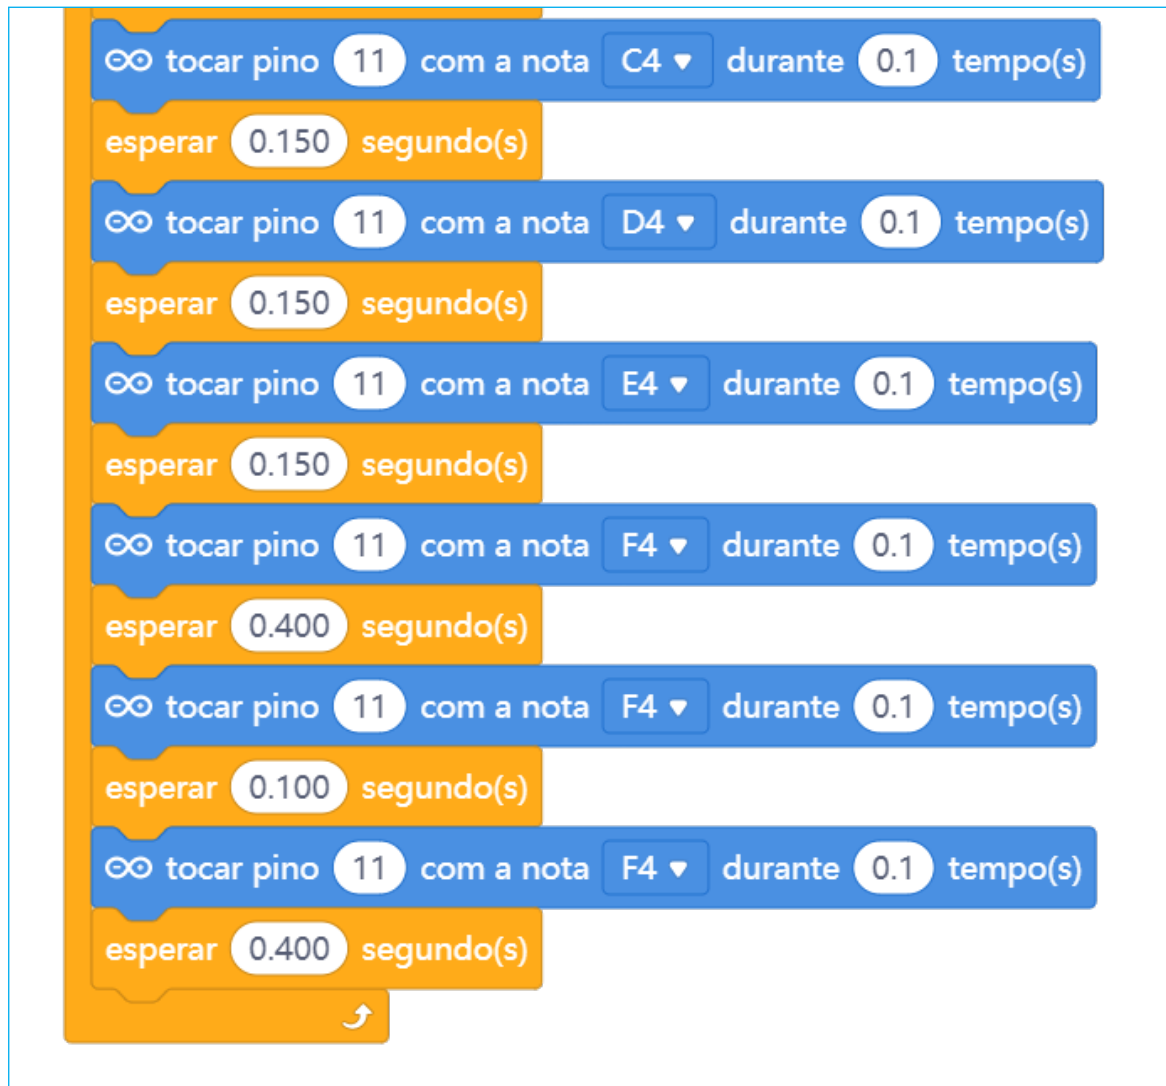 tocar pino 11 com a nota C4 durante 0.1 tempo(s)
esperar 0.150 segundo(s)
tocar pino 11 com a nota D4 durante 0.1 tempo(s)
esperar 0.150 segundo(s)
tocar pino 11 com a nota E4 durante 0.1 tempo(s)
esperar 0.150 segundo(s)
tocar pino 11 com a nota F4 durante 0.1 tempo(s)
esperar 0.400 segundo(s)
tocar pino 11 com a nota F4 durante 0.1 tempo(s)
esperar 0.100 segundo(s)
tocar pino 11 com a nota F4 durante 0.1 tempo(s)
esperar 0.400 segundo(s)